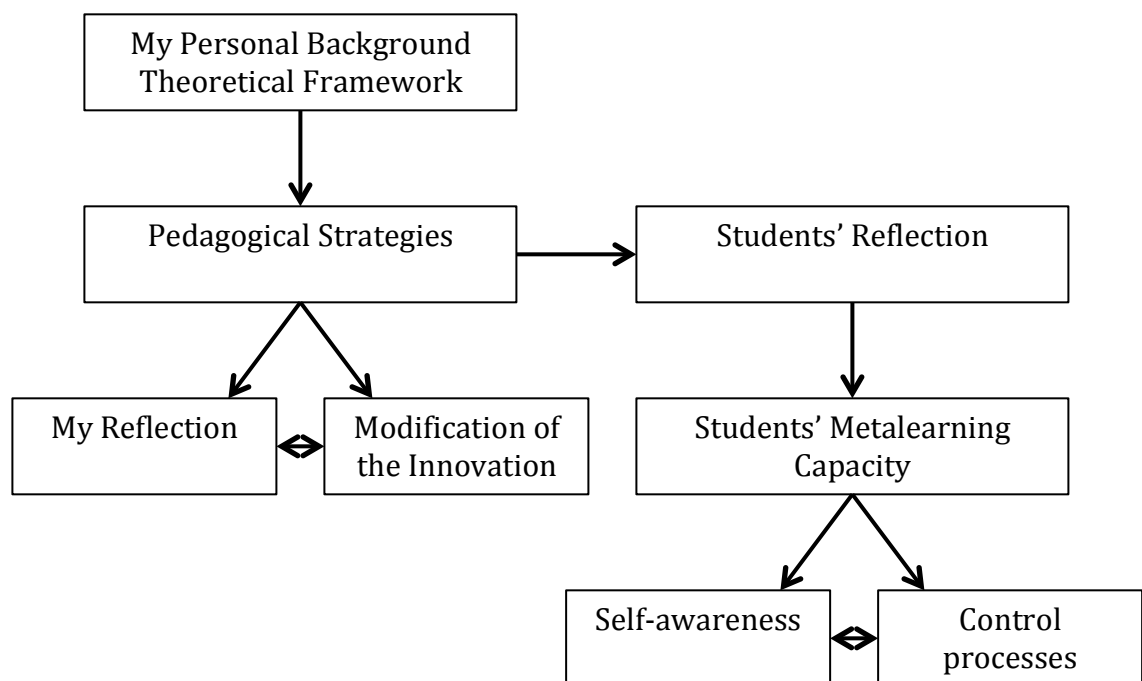 My Personal Background
Theoretical Framework
Pedagogical Strategies
Students’ Reflection
My Reflection
Modification of
the Innovation
Students’ Metalearning
Capacity
Self-awareness
Control
processes